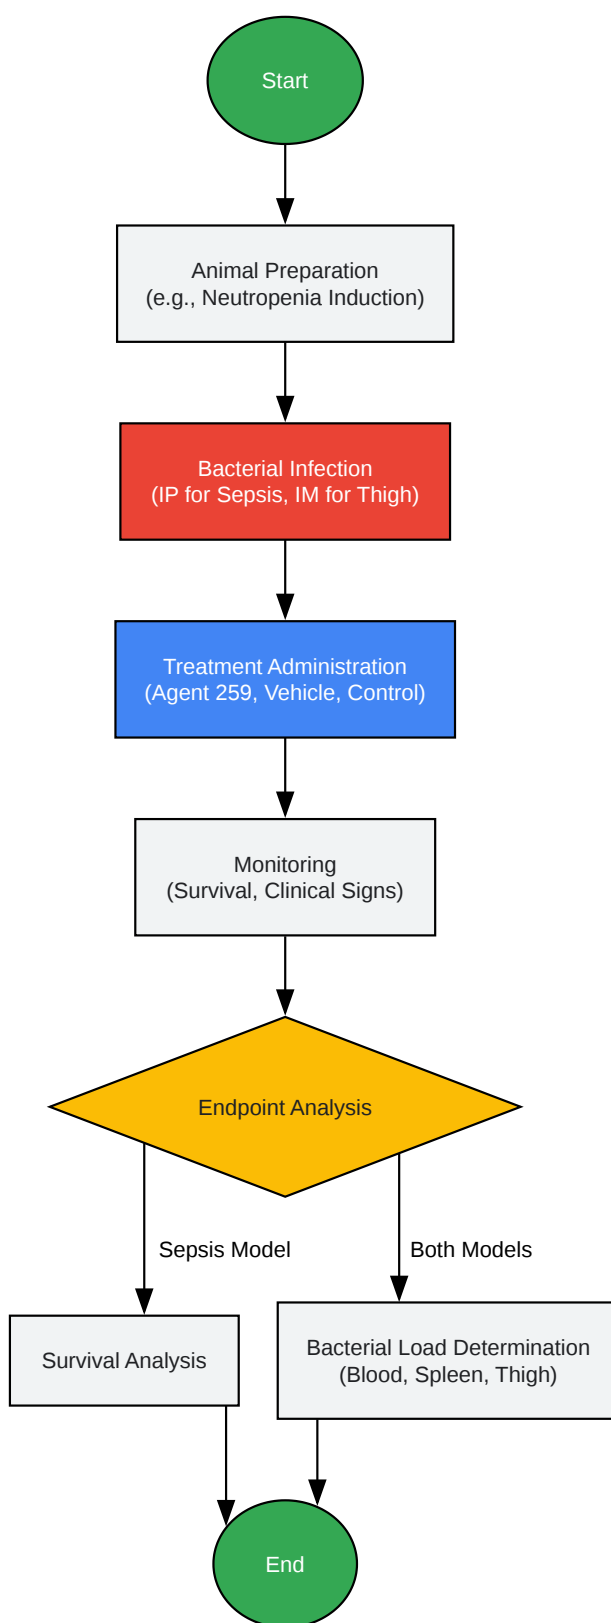 Start
Animal Preparation
(e.g., Neutropenia Induction)
Bacterial Infection
(IP for Sepsis, IM for Thigh)
Treatment Administration
(Agent 259, Vehicle, Control)
Monitoring
(Survival, Clinical Signs)
Endpoint Analysis
Sepsis Model
Both Models
Survival Analysis
Bacterial Load Determination
(Blood, Spleen, Thigh)
End